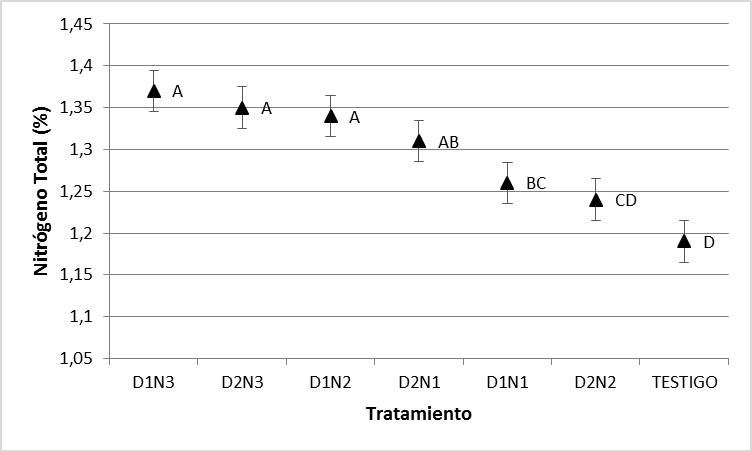 1,45
1,4
1,35
1,3
1,25
1,2
1,15
1,1
1,05
Nitrógeno Total (%)
A
A
A
AB
BC
CD
D
D1N3 D2N3 D1N2 D2N1 D1N1 D2N2 TESTIGO
Tratamiento